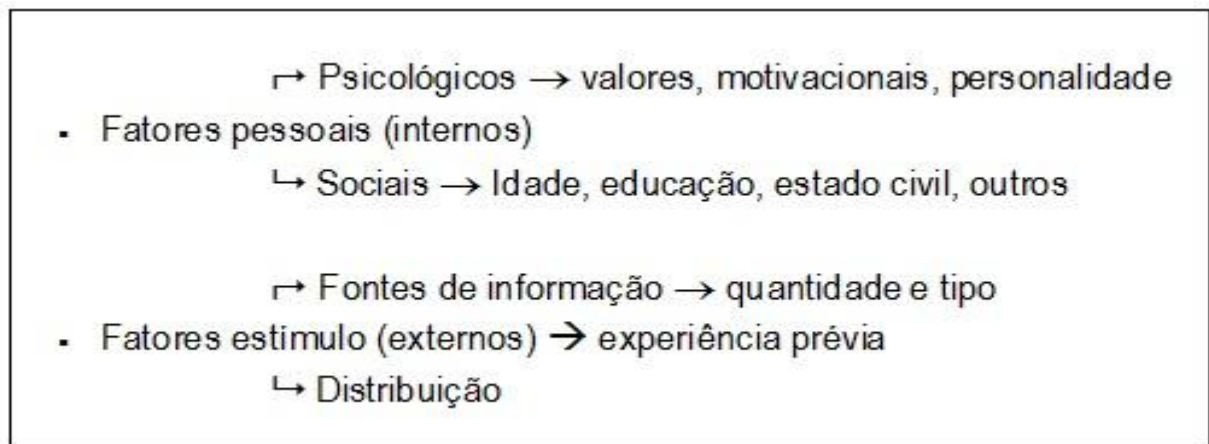 ↱ Psicológicos → valores, motivacionais, personalidade
▪ Fatores pessoais (internos)
↳ Sociais → Idade, educação, estado civil, outros
↱ Fontes de informação → quantidade e tipo
▪ Fatores estímulo (externos) → experiência prévia
↳ Distribuição